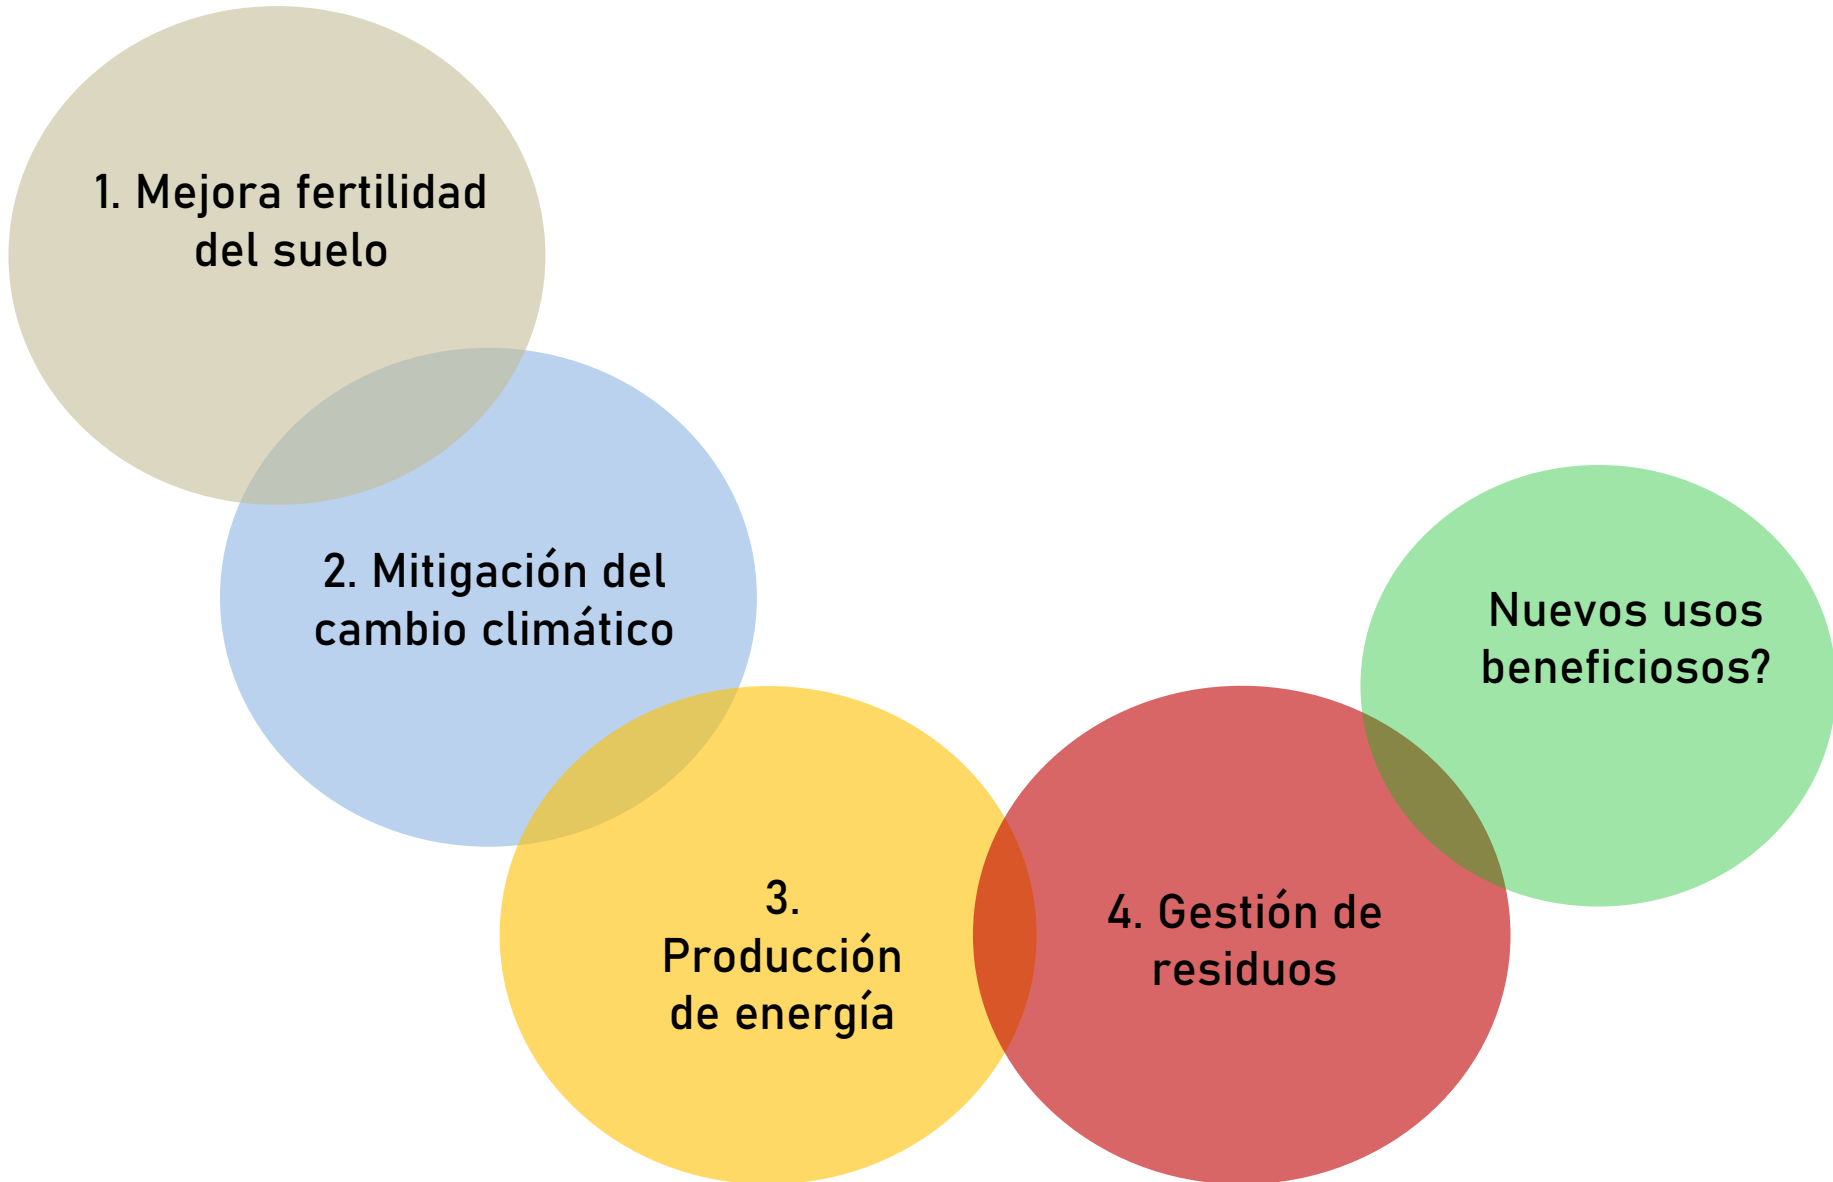 1. Mejora fertilidad
del suelo
2. Mitigación del
cambio climático
3.
Producción
de energía
4. Gestión de
residuos
Nuevos usos
beneficiosos?